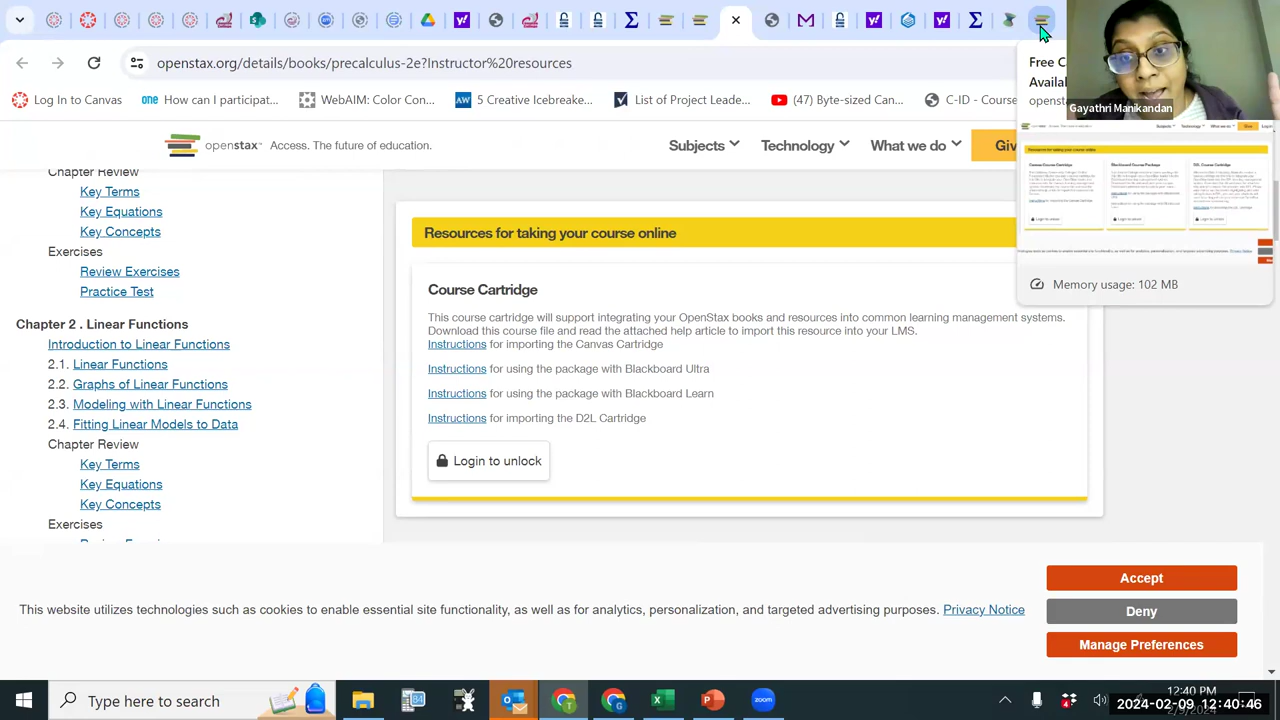 openstax.org/details/books/precalculus-2e?Instructor%20resources
Log In to Canvas
How can I participat...
WebAIM: Color Con...
5 Creative Icebreake...
List of Project Leade...
(47) Byte-sized Can...
C-ID - Course
Free C
Availa
openst
Gayathri Manikandan
openstax Access. The future of edu
Subjects
Technology
What we do
Giv
Chapter Review
Key Terms
Key Equations
Key Concepts
Exercises
Review Exercises
Practice Test
Chapter 2 . Linear Functions
Introduction to Linear Functions
2.1. Linear Functions
2.2. Graphs of Linear Functions
2.3. Modeling with Linear Functions
2.4. Fitting Linear Models to Data
Chapter Review
Key Terms
Key Equations
Key Concepts
Exercises
Resources for taking your course online
Course Cartridge
This course cartridge will support integrating your OpenStax books and resources into common learning management systems.
Download this course file and read the attached help article to import this resource into your LMS.
Instructions for importing the Canvas Cartridge
Instructions for using the package with Blackboard Ultra
Instructions for using the package with Blackboard Learn
Instructions for importing the D2L Cartridge
Login to unlock
Memory usage: 102 MB
This website utilizes technologies such as cookies to enable essential site functionality, as well as for analytics, personalization, and targeted advertising purposes. Privacy Notice
Accept
Deny
Manage Preferences
Type here to search
zoom
12:40 PM
2024-02-09 12:40:46